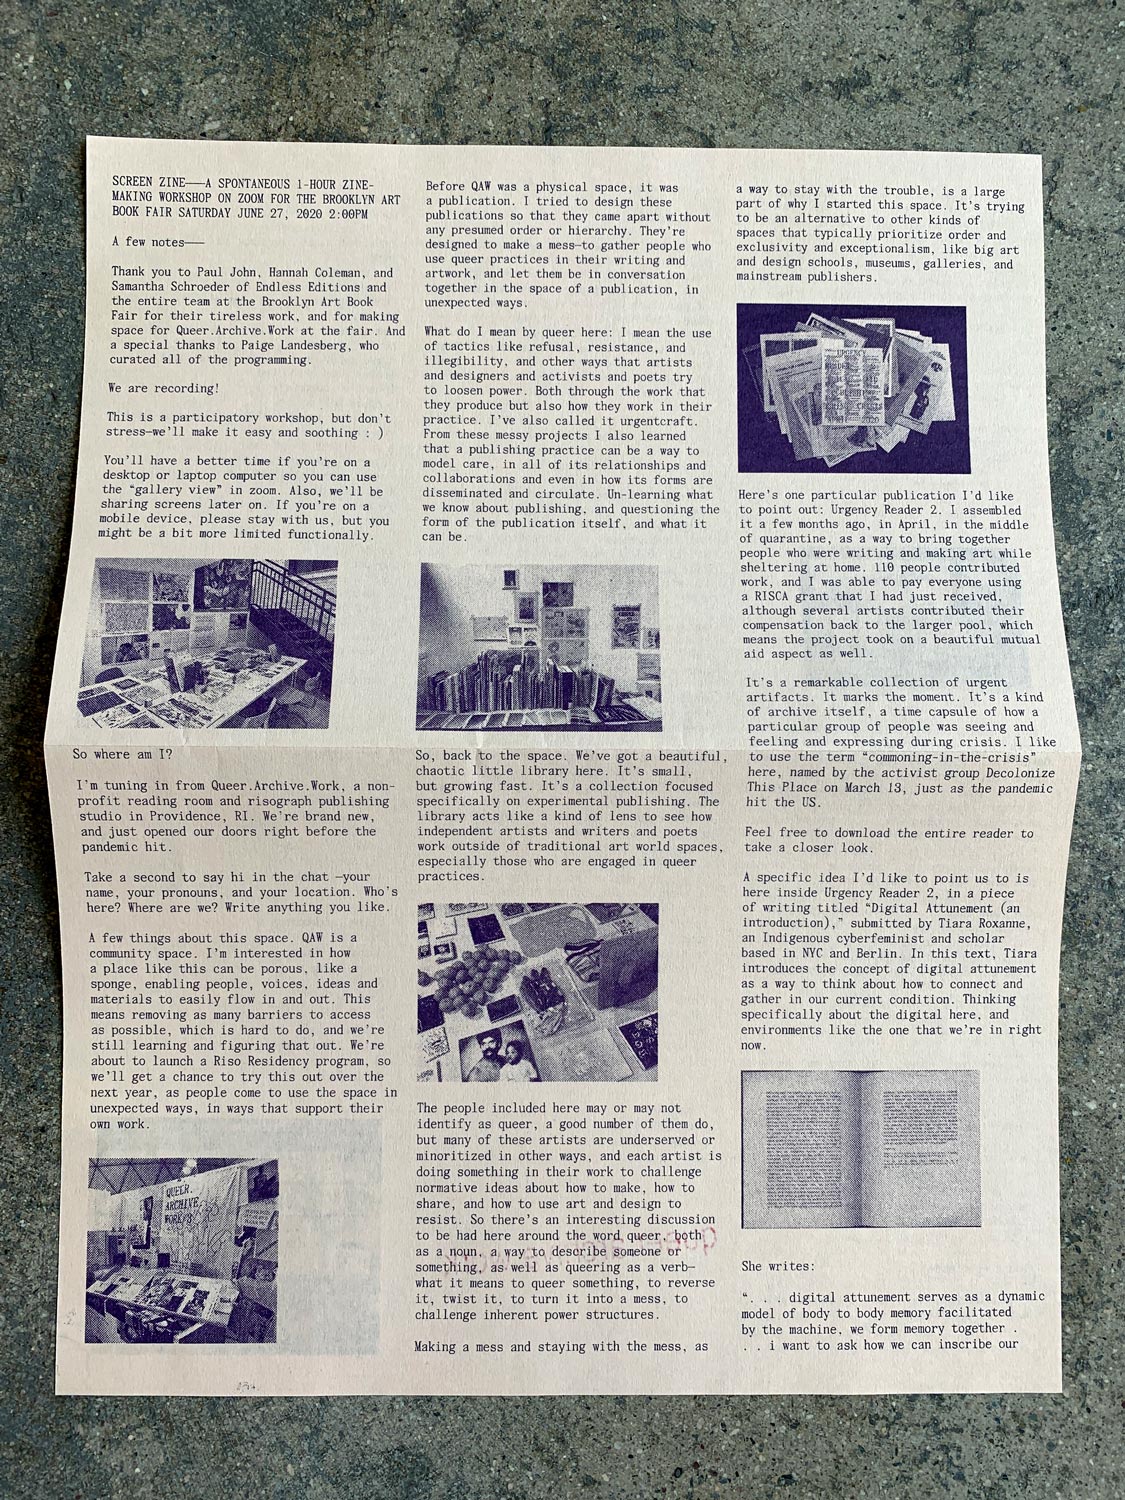 SCREEN ZINE——A SPONTANEOUS 1-HOUR ZINE-
MAKING WORKSHOP ON ZOOM FOR THE BROOKLYN ART
BOOK FAIR SATURDAY JUNE 27, 2020 2:00PM
A few notes——
Thank you to Paul John, Hannah Coleman, and
Samantha Schroeder of Endless Editions and
the entire team at the Brooklyn Art Book
Fair for their tireless work, and for making
space for Queer.Archive.Work at the fair. And
a special thanks to Paige Landesberg, who
curated all of the programming.
We are recording!
This is a participatory workshop, but don't
stress—we'll make it easy and soothing : )
You'll have a better time if you're on a
desktop or laptop computer so you can use
the “gallery view” in zoom. Also, we'll be
sharing screens later on. If you're on a
mobile device, please stay with us, but you
might be a bit more limited functionally.
So where am I?
I'm tuning in from Queer.Archive.Work, a non-
profit reading room and risograph publishing
studio in Providence, RI. We're brand new,
and just opened our doors right before the
pandemic hit.
Take a second to say hi in the chat —your
name, your pronouns, and your location. Who's
here? Where are we? Write anything you like.
A few things about this space. QAW is a
community space. I'm interested in how
a place like this can be porous, like a
sponge, enabling people, voices, ideas and
materials to easily flow in and out. This
means removing as many barriers to access
as possible, which is hard to do, and we're
still learning and figuring that out. We're
about to launch a Riso Residency program, so
we'll get a chance to try this out over the
next year, as people come to use the space in
unexpected ways, in ways that support their
own work.
QUEER.
ARCHIVE.
WORK
Before QAW was a physical space, it was
a publication. I tried to design these
publications so that they came apart without
any presumed order or hierarchy. They're
designed to make a mess—to gather people who
use queer practices in their writing and
artwork, and let them be in conversation
together in the space of a publication, in
unexpected ways.
What do I mean by queer here: I mean the use
of tactics like refusal, resistance, and
illegibility, and other ways that artists
and designers and activists and poets try
to loosen power. Both through the work that
they produce but also how they work in their
practice. I've also called it urgentcraft.
From these messy projects I also learned
that a publishing practice can be a way to
model care, in all of its relationships and
collaborations and even in how its forms are
disseminated and circulate. Un-learning what
we know about publishing, and questioning the
form of the publication itself, and what it
can be.
So, back to the space. We've got a beautiful,
chaotic little library here. It's small,
but growing fast. It's a collection focused
specifically on experimental publishing. The
library acts like a kind of lens to see how
independent artists and writers and poets
work outside of traditional art world spaces,
especially those who are engaged in queer
practices.
The people included here may or may not
identify as queer, a good number of them do,
but many of these artists are underserved or
minoritized in other ways, and each artist is
doing something in their work to challenge
normative ideas about how to make, how to
share, and how to use art and design to
resist. So there's an interesting discussion
to be had here around the word queer, both
as a noun, a way to describe someone or
something, as well as queering as a verb—
what it means to queer something, to reverse
it, twist it, to turn it into a mess, to
challenge inherent power structures.
Making a mess and staying with the mess, as
a way to stay with the trouble, is a large
part of why I started this space. It's trying
to be an alternative to other kinds of
spaces that typically prioritize order and
exclusivity and exceptionalism, like big art
and design schools, museums, galleries, and
mainstream publishers.
URGENCY
Here's one particular publication I'd like
to point out: Urgency Reader 2. I assembled
it a few months ago, in April, in the middle
of quarantine, as a way to bring together
people who were writing and making art while
sheltering at home. 110 people contributed
work, and I was able to pay everyone using
a RISCA grant that I had just received,
although several artists contributed their
compensation back to the larger pool, which
means the project took on a beautiful mutual
aid aspect as well.
It's a remarkable collection of urgent
artifacts. It marks the moment. It's a kind
of archive itself, a time capsule of how a
particular group of people was seeing and
feeling and expressing during crisis. I like
to use the term “commoning-in-the-crisis”
here, named by the activist group Decolonize
This Place on March 13, just as the pandemic
hit the US.
Feel free to download the entire reader to
take a closer look.
A specific idea I'd like to point us to is
here inside Urgency Reader 2, in a piece
of writing titled “Digital Attunement (an
introduction),” submitted by Tiara Roxanne,
an Indigenous cyberfeminist and scholar
based in NYC and Berlin. In this text, Tiara
introduces the concept of digital attunement
as a way to think about how to connect and
gather in our current condition. Thinking
specifically about the digital here, and
environments like the one that we're in right
now.
She writes:
“. . . digital attunement serves as a dynamic
model of body to body memory facilitated
by the machine, we form memory together .
. . i want to ask how we can inscribe our